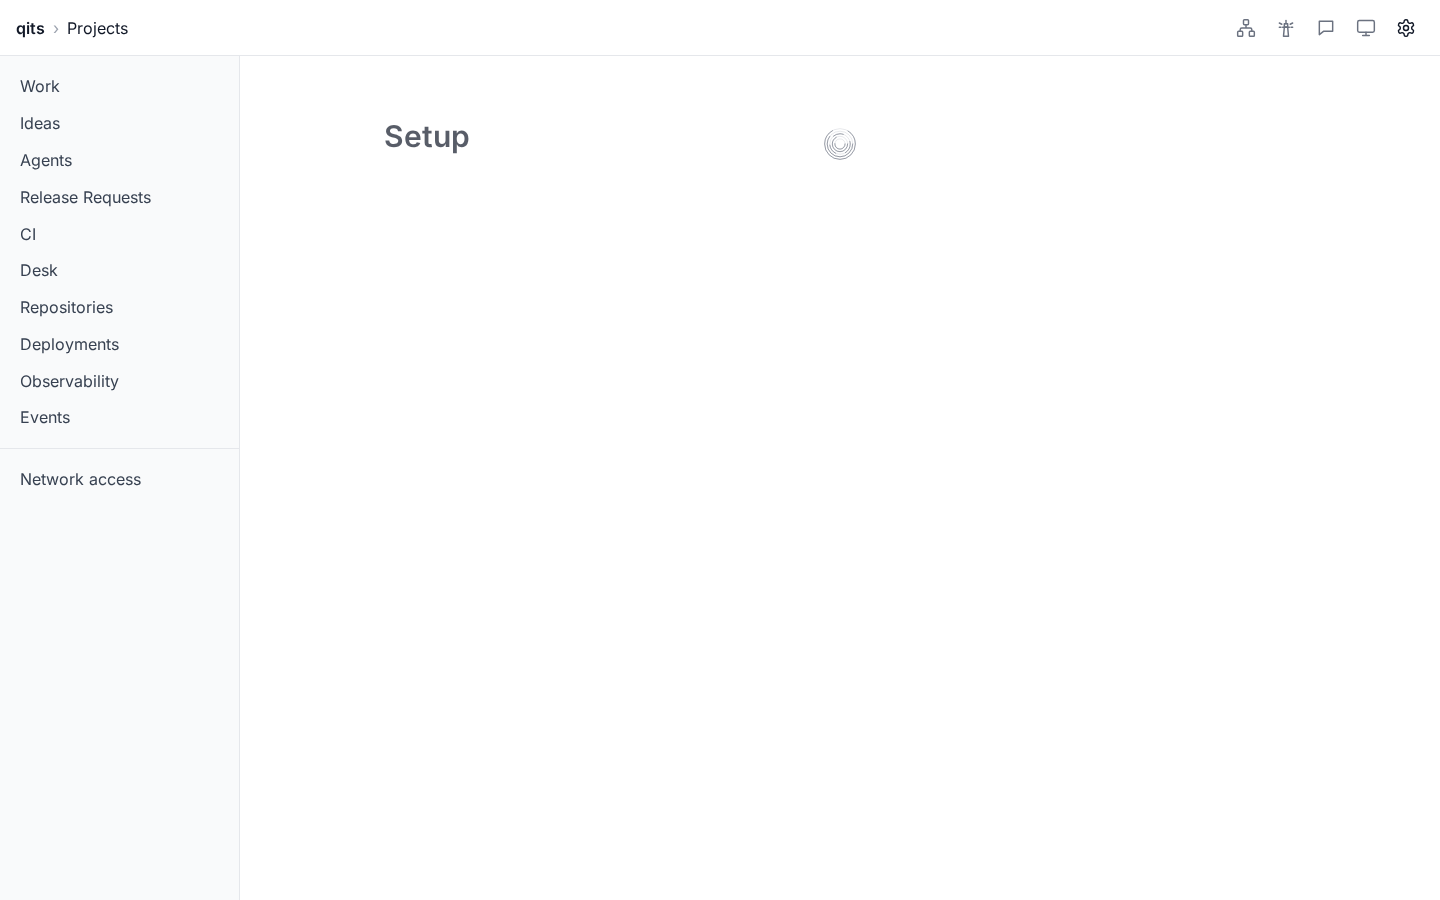 qits › Projects
Work
Ideas
Agents
Release Requests
CI
Desk
Repositories
Deployments
Observability
Events
Network access
Setup